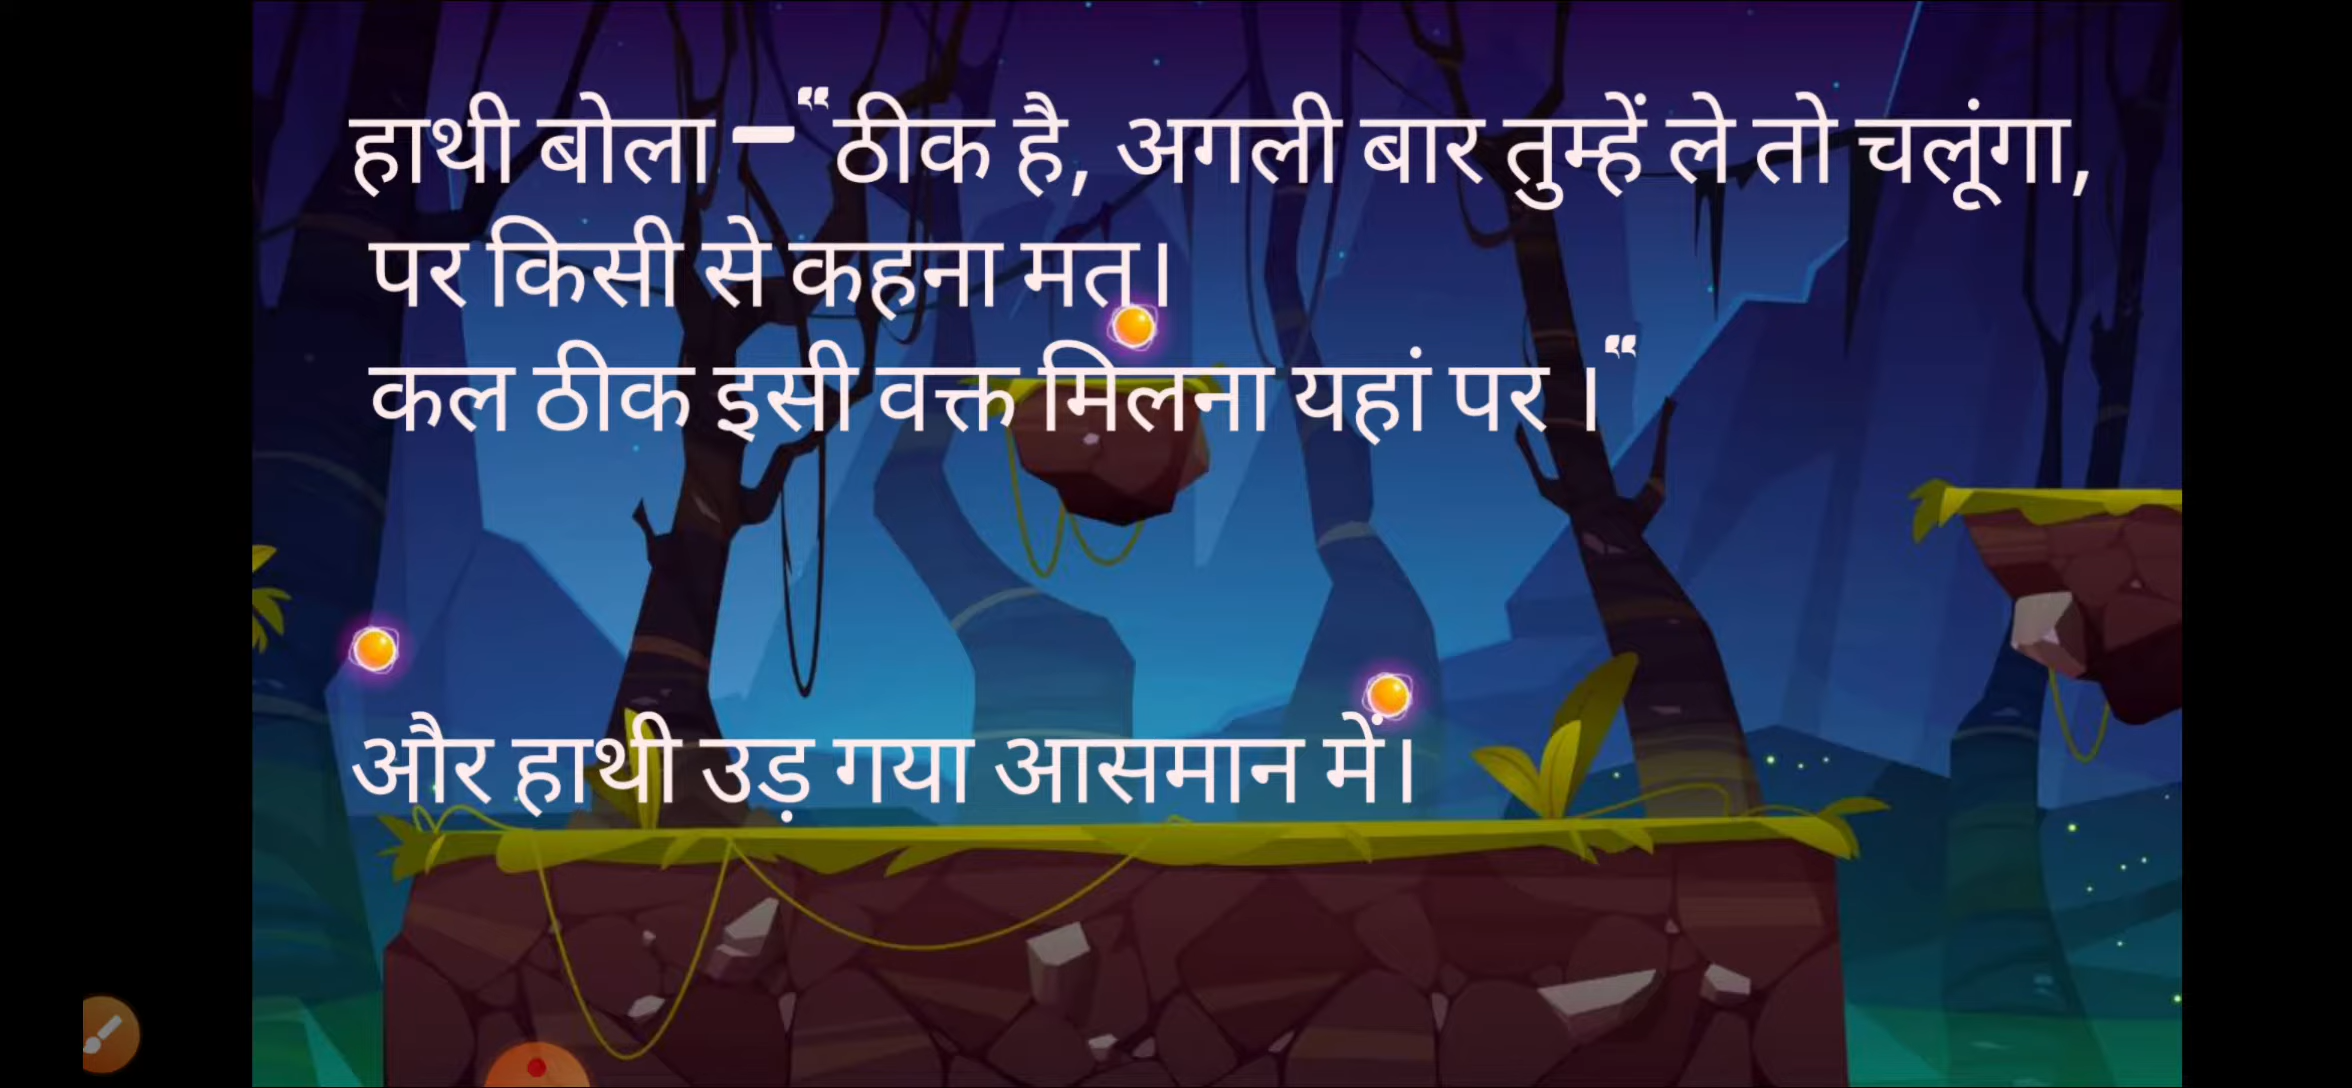 हाथी बोला –“ ठीक है, अगली बार तुम्हें ले तो चलूंगा,
पर किसी से कहना मत।
कल ठीक इसी वक्त मिलना यहां पर ।“
और हाथी उड़ गया आसमान में।